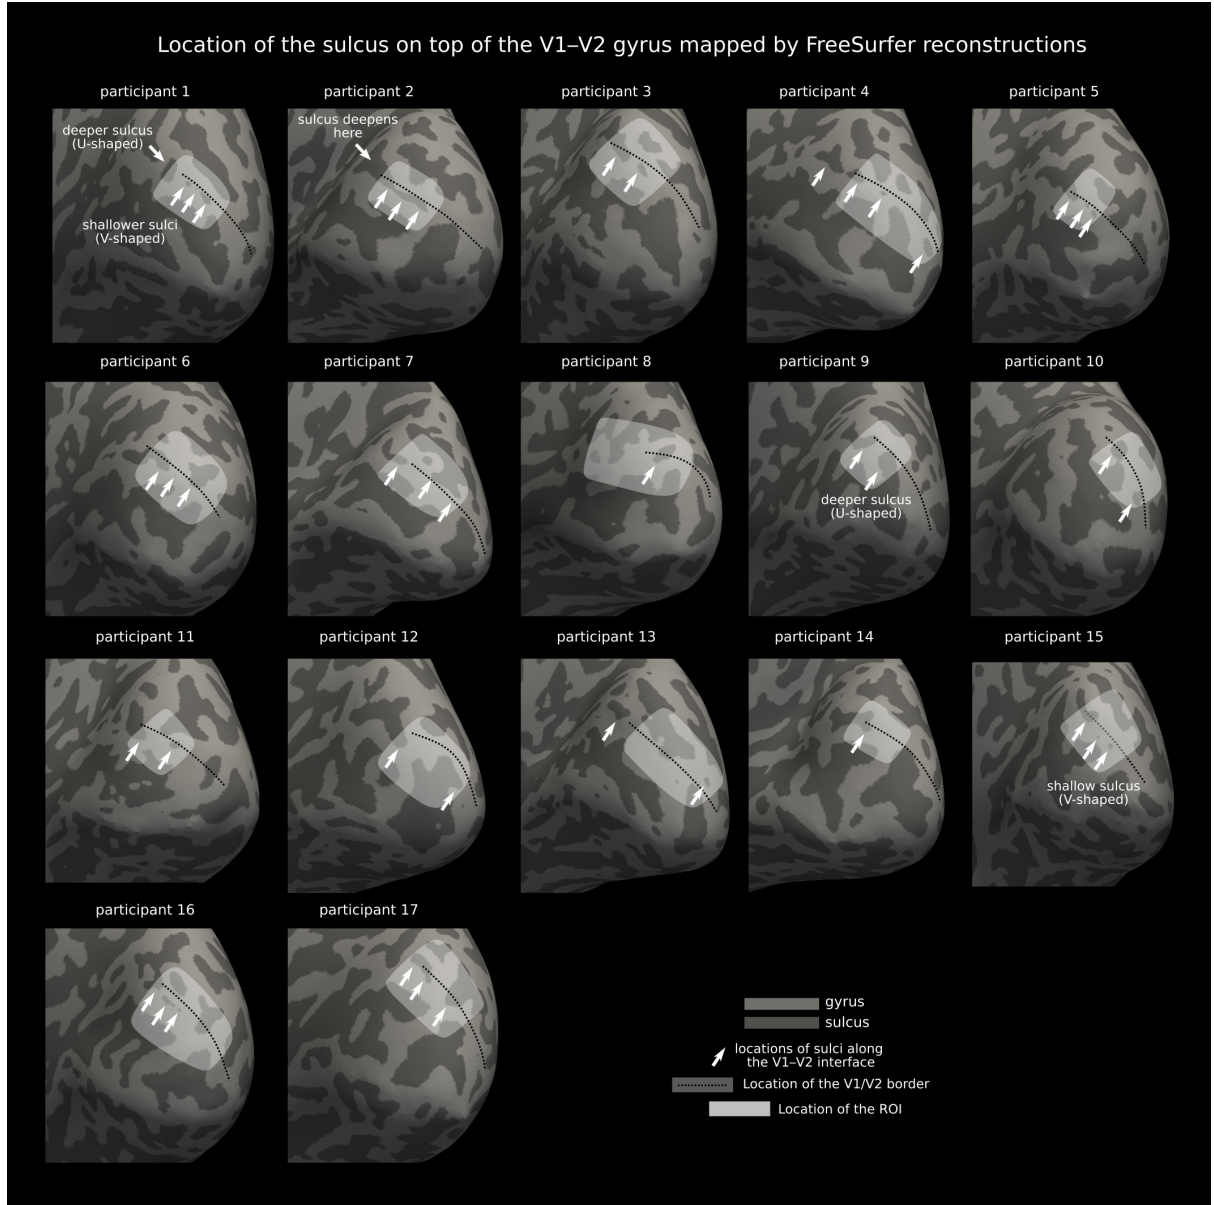 Location of the sulcus on top of the V1–V2 gyrus mapped by FreeSurfer reconstructions
participant 1
participant 2
participant 3
participant 4
participant 5
deeper sulcus
(U-shaped)
shallower sulci
(V-shaped)
sulcus deepens
here
participant 6
participant 7
participant 8
participant 9
participant 10
deeper sulcus
(U-shaped)
participant 11
participant 12
participant 13
participant 14
participant 15
shallow sulcus
(V-shaped)
participant 16
participant 17
gyrus
sulcus
locations of sulci along
the V1–V2 interface
Location of the V1/V2 border
Location of the ROI